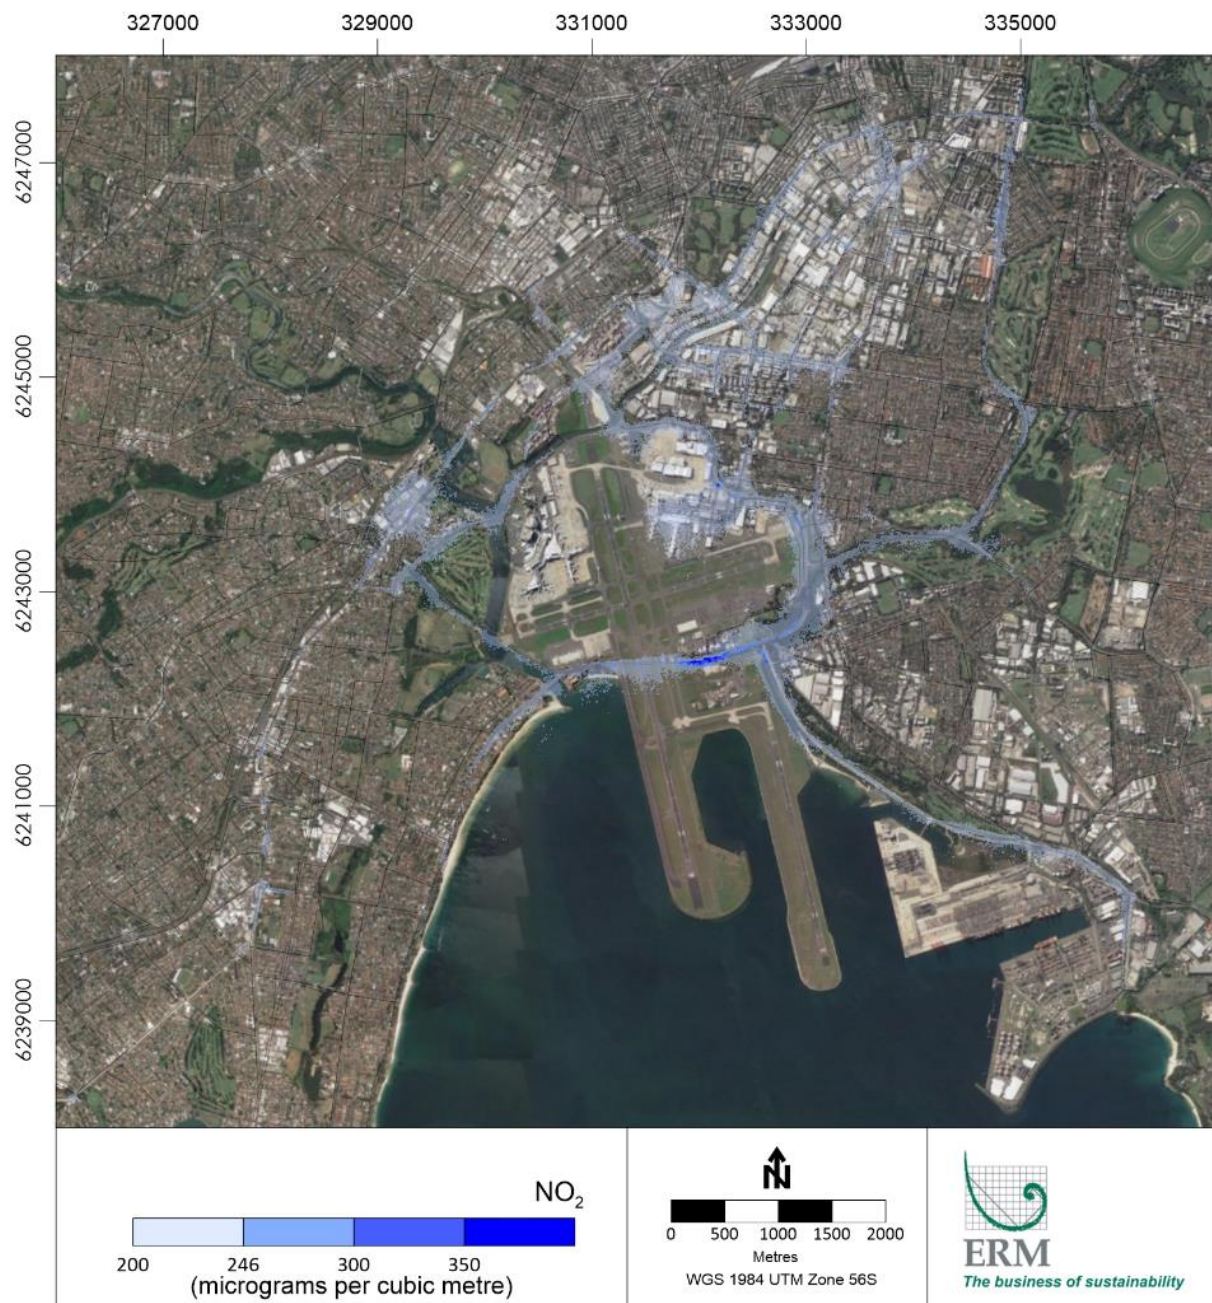 327000 329000 331000 333000 335000
6247000
6245000
6243000
6241000
6239000
NO₂
200 246 300 350
(micrograms per cubic metre)
N
0 500 1000 1500 2000
Metres
WGS 1984 UTM Zone 56S
ERM
The business of sustainability